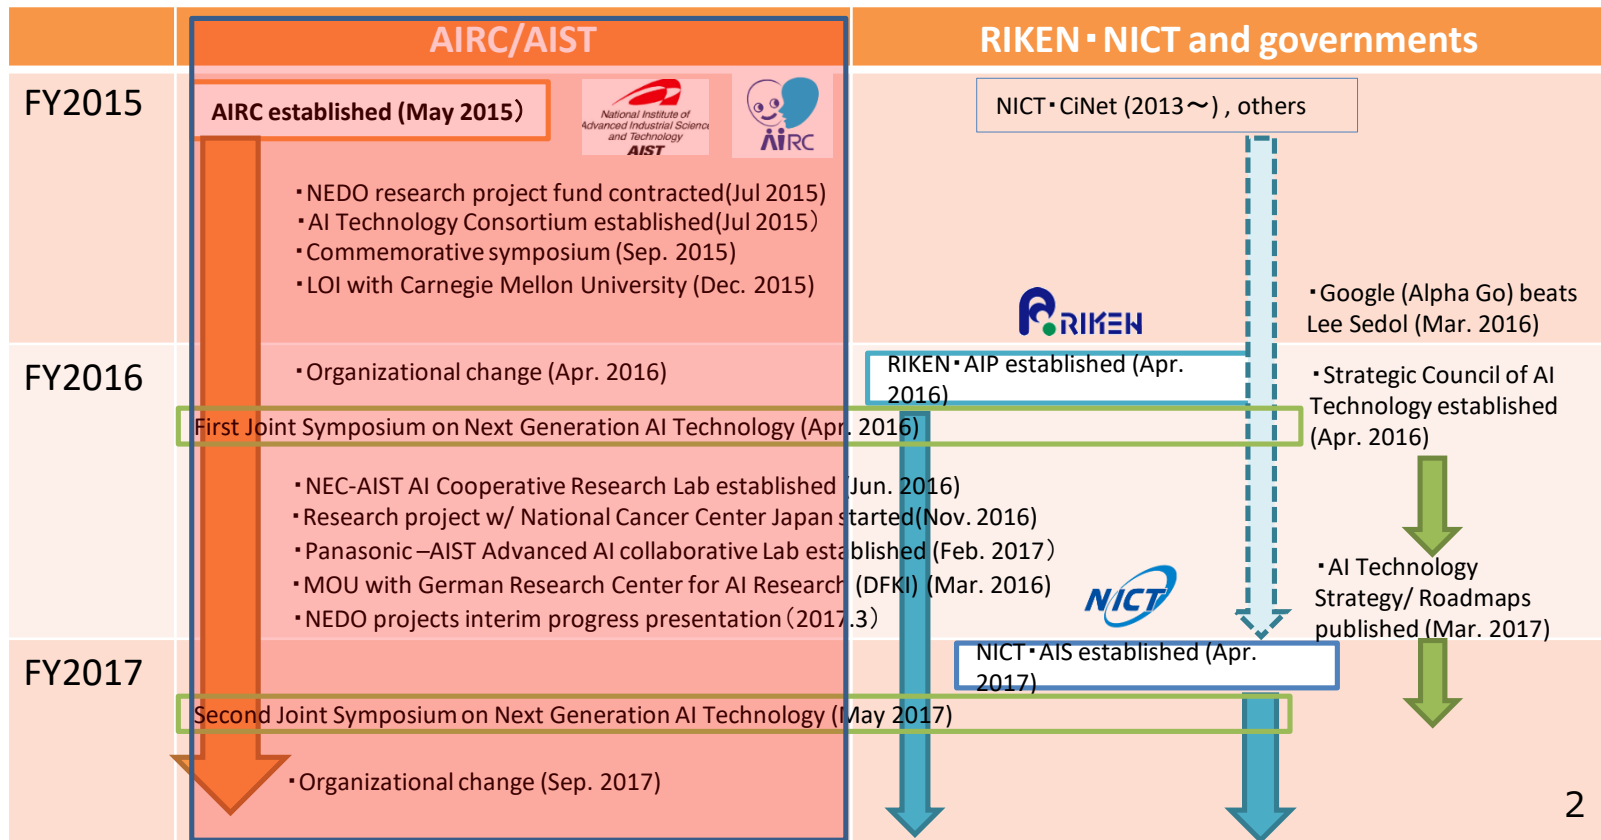 AIRC/AIST
RIKEN・NICT and governments
FY2015
AIRC established (May 2015）
National Institute of
Advanced Industrial Science
and Technology
AIST
AiRC
NICT・CiNet (2013～) , others
・NEDO research project fund contracted(Jul 2015)
・AI Technology Consortium established(Jul 2015）
・Commemorative symposium (Sep. 2015)
・LOI with Carnegie Mellon University (Dec. 2015)
RIKEN
・Google (Alpha Go) beats
Lee Sedol (Mar. 2016)
FY2016
・Organizational change (Apr. 2016)
RIKEN・AIP established (Apr.
2016)
・Strategic Council of AI
Technology established
(Apr. 2016)
First Joint Symposium on Next Generation AI Technology (Apr. 2016)
・NEC-AIST AI Cooperative Research Lab established (Jun. 2016)
・Research project w/ National Cancer Center Japan started(Nov. 2016)
・Panasonic –AIST Advanced AI collaborative Lab established (Feb. 2017）
・MOU with German Research Center for AI Research (DFKI) (Mar. 2016)
・NEDO projects interim progress presentation（2017.3）
NICT
・AI Technology
Strategy/ Roadmaps
published (Mar. 2017)
FY2017
NICT・AIS established (Apr.
2017)
Second Joint Symposium on Next Generation AI Technology (May 2017)
・Organizational change (Sep. 2017)
2